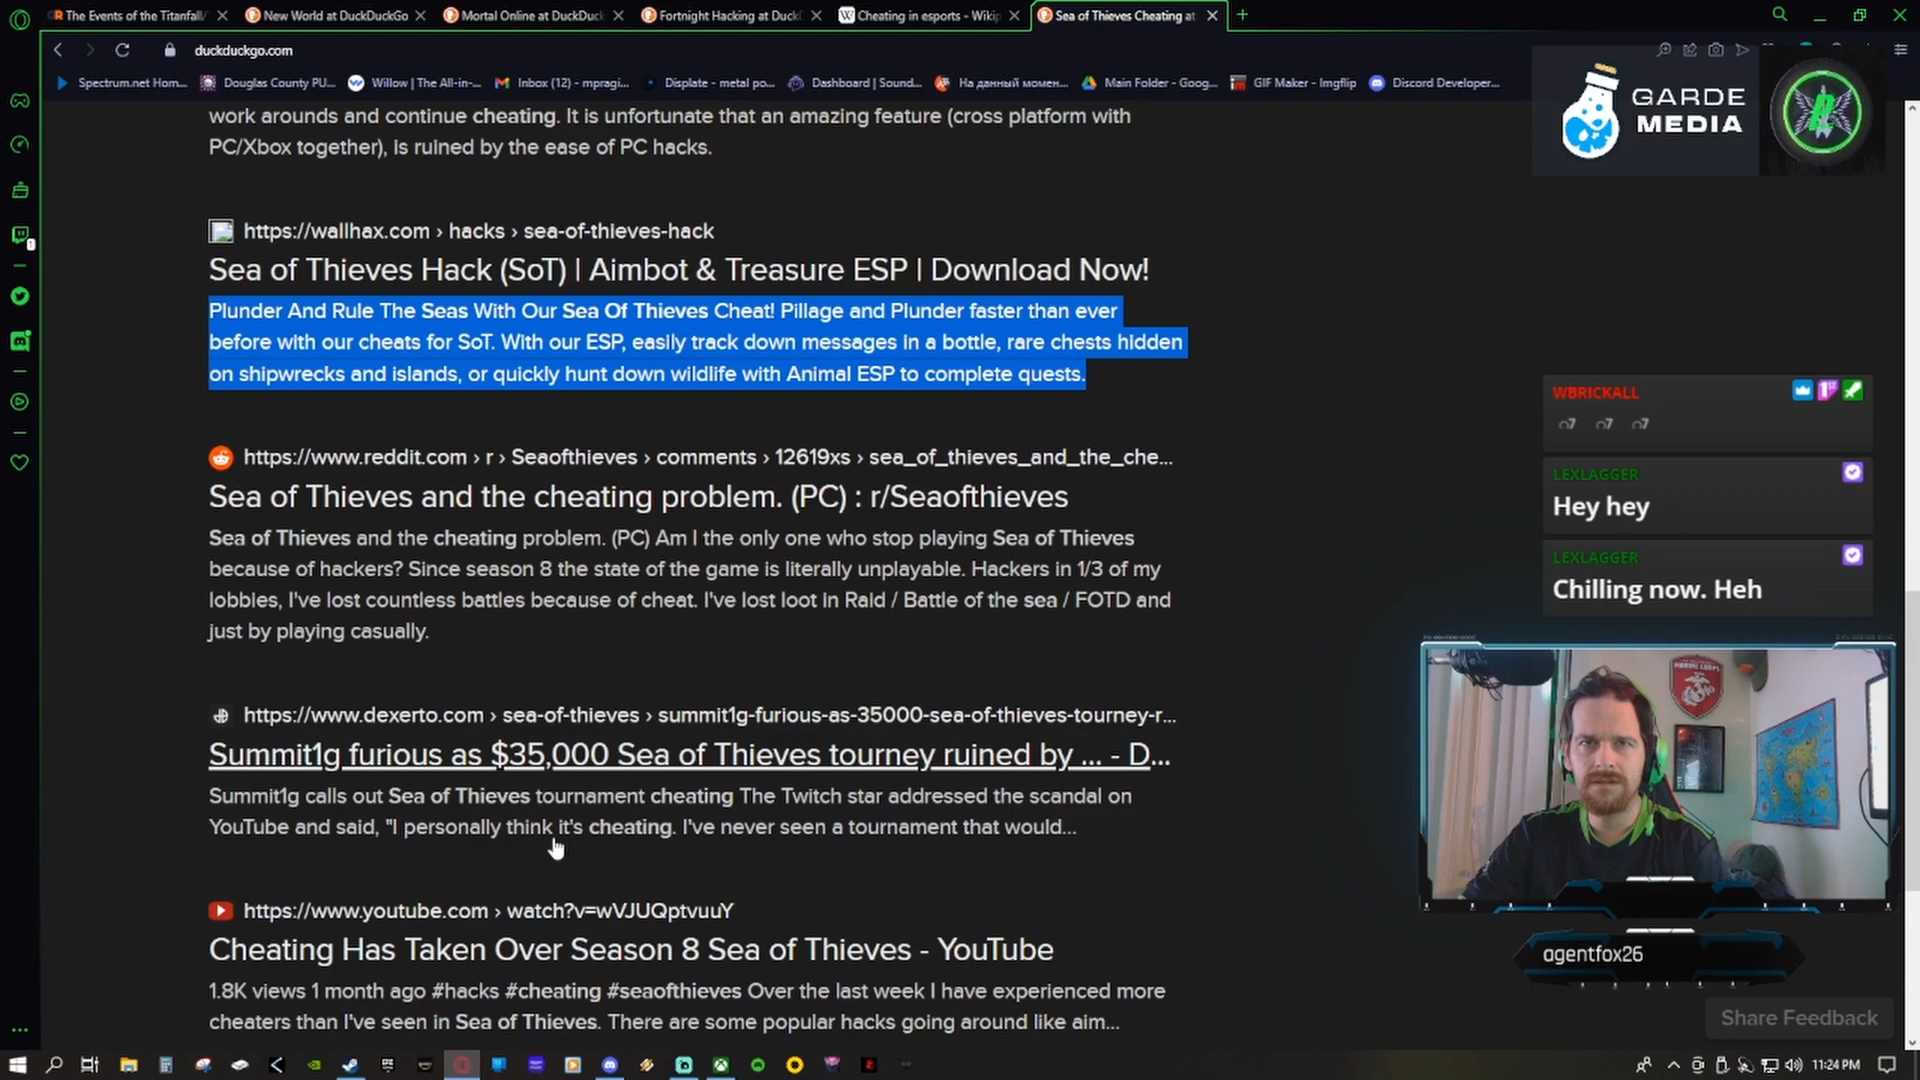 The Events of the Titanfall/
New World at DuckDuckGo
Mortal Online at DuckDuck
Fortnight Hacking at Duck
Cheating in esports - Wikip
Sea of Thieves Cheating at
duckduckgo.com
Spectrum.net Hom...
Douglas County PU...
Willow | The All-in-...
Inbox (12) - mpragi...
Displate - metal po...
Dashboard | Sound...
На данный момен...
Main Folder - Goog...
GIF Maker - Imgflip
Discord Developer...
GARDE
MEDIA
work arounds and continue cheating. It is unfortunate that an amazing feature (cross platform with
PC/Xbox together), is ruined by the ease of PC hacks.
https://wallhax.com › hacks › sea-of-thieves-hack
Sea of Thieves Hack (SoT) | Aimbot & Treasure ESP | Download Now!
Plunder And Rule The Seas With Our Sea Of Thieves Cheat! Pillage and Plunder faster than ever
before with our cheats for SoT. With our ESP, easily track down messages in a bottle, rare chests hidden
on shipwrecks and islands, or quickly hunt down wildlife with Animal ESP to complete quests.
https://www.reddit.com › r › Seaofthieves › comments › 12619xs › sea_of_thieves_and_the_che...
Sea of Thieves and the cheating problem. (PC) : r/Seaofthieves
Sea of Thieves and the cheating problem. (PC) Am I the only one who stop playing Sea of Thieves
because of hackers? Since season 8 the state of the game is literally unplayable. Hackers in 1/3 of my
lobbies, I've lost countless battles because of cheat. I've lost loot in Raid / Battle of the sea / FOTD and
just by playing casually.
https://www.dexerto.com › sea-of-thieves › summit1g-furious-as-35000-sea-of-thieves-tourney-r...
Summit1g furious as $35,000 Sea of Thieves tourney ruined by ... - D...
Summit1g calls out Sea of Thieves tournament cheating The Twitch star addressed the scandal on
YouTube and said, "I personally think it's cheating. I've never seen a tournament that would...
https://www.youtube.com › watch?v=wVJUQptvuuY
Cheating Has Taken Over Season 8 Sea of Thieves - YouTube
1.8K views 1 month ago #hacks #cheating #seaofthieves Over the last week I have experienced more
cheaters than I've seen in Sea of Thieves. There are some popular hacks going around like aim...
WBRICKALL
LEXLAGGER
Hey hey
LEXLAGGER
Chilling now. Heh
MARINE CORPS
agentfox26
Share Feedback
11:24 PM